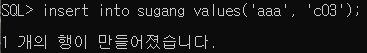 SQL> insert into sugang values('aaa', 'c03');
1 개의 행이 만들어졌습니다.